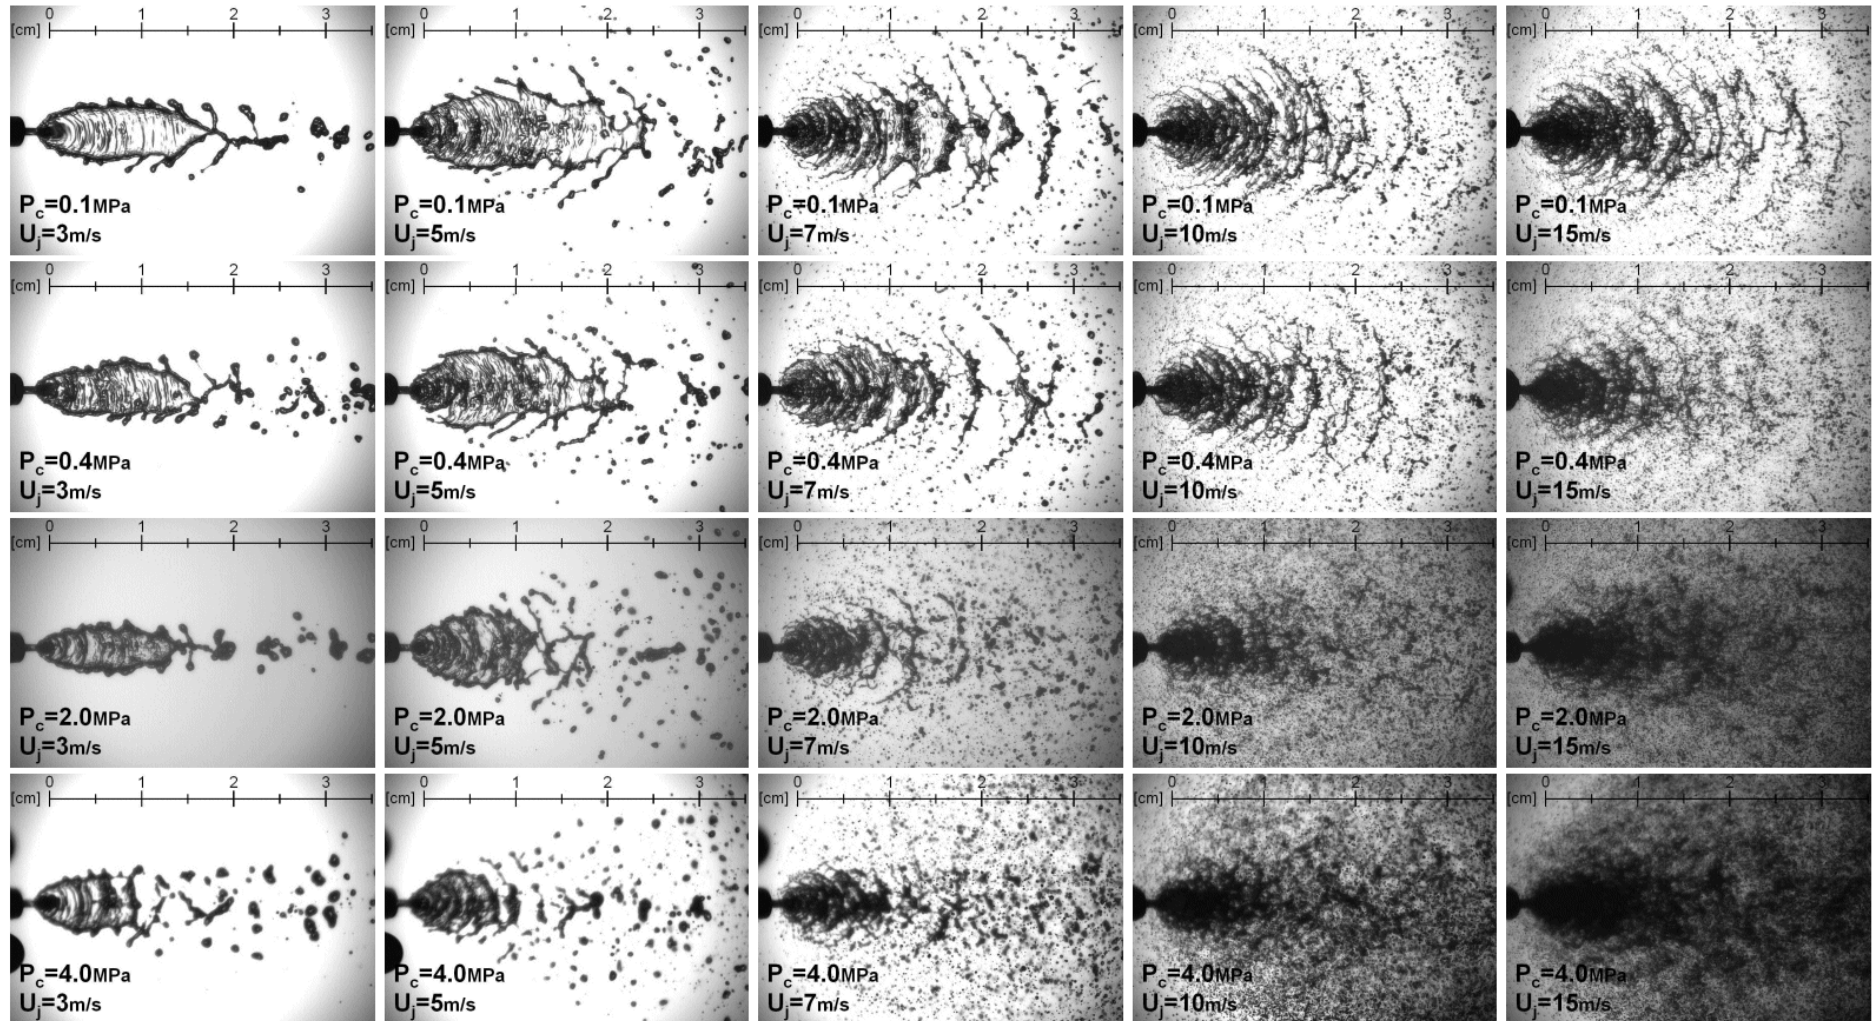 0 1 2 3
[cm]
P_c=0.1MPa
U_j=3m/s
0 1 2 3
[cm]
P_c=0.1MPa
U_j=5m/s
0 1 2 3
[cm]
P_c=0.1MPa
U_j=7m/s
0 1 2 3
[cm]
P_c=0.1MPa
U_j=10m/s
0 1 2 3
[cm]
P_c=0.1MPa
U_j=15m/s
0 1 2 3
[cm]
P_c=0.4MPa
U_j=3m/s
0 1 2 3
[cm]
P_c=0.4MPa
U_j=5m/s
0 1 2 3
[cm]
P_c=0.4MPa
U_j=7m/s
0 1 2 3
[cm]
P_c=0.4MPa
U_j=10m/s
0 1 2 3
[cm]
P_c=0.4MPa
U_j=15m/s
0 1 2 3
[cm]
P_c=2.0MPa
U_j=3m/s
0 1 2 3
[cm]
P_c=2.0MPa
U_j=5m/s
0 1 2 3
[cm]
P_c=2.0MPa
U_j=7m/s
0 1 2 3
[cm]
P_c=2.0MPa
U_j=10m/s
0 1 2 3
[cm]
P_c=2.0MPa
U_j=15m/s
0 1 2 3
[cm]
P_c=4.0MPa
U_j=3m/s
0 1 2 3
[cm]
P_c=4.0MPa
U_j=5m/s
0 1 2 3
[cm]
P_c=4.0MPa
U_j=7m/s
0 1 2 3
[cm]
P_c=4.0MPa
U_j=10m/s
0 1 2 3
[cm]
P_c=4.0MPa
U_j=15m/s